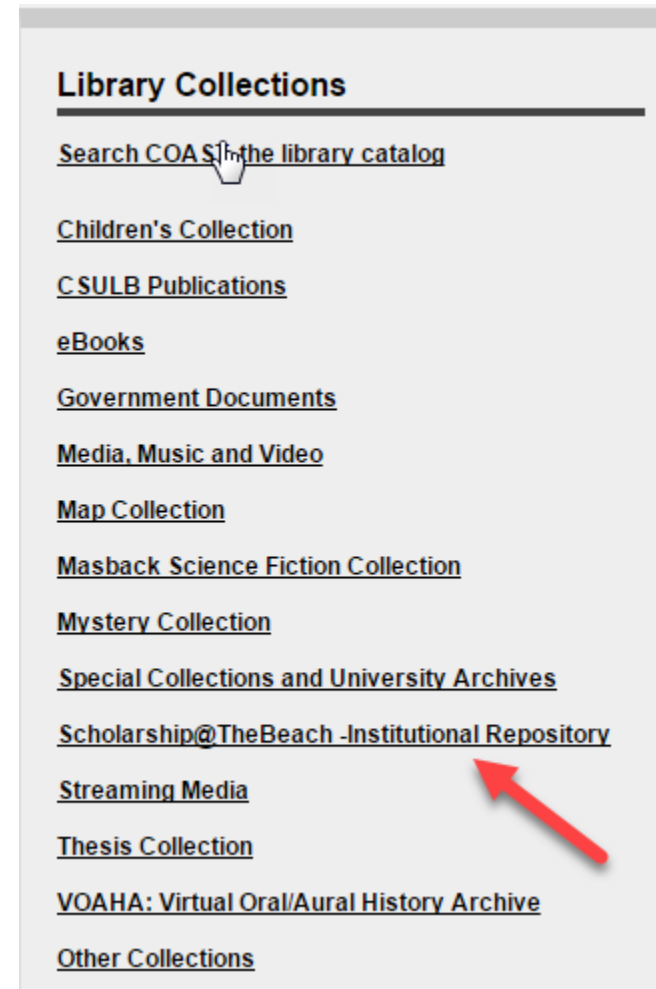 Library Collections
Search COAST, the library catalog
Children's Collection
CSULB Publications
eBooks
Government Documents
Media, Music and Video
Map Collection
Masback Science Fiction Collection
Mystery Collection
Special Collections and University Archives
Scholarship@TheBeach -Institutional Repository
Streaming Media
Thesis Collection
VOAHA: Virtual Oral/Aural History Archive
Other Collections